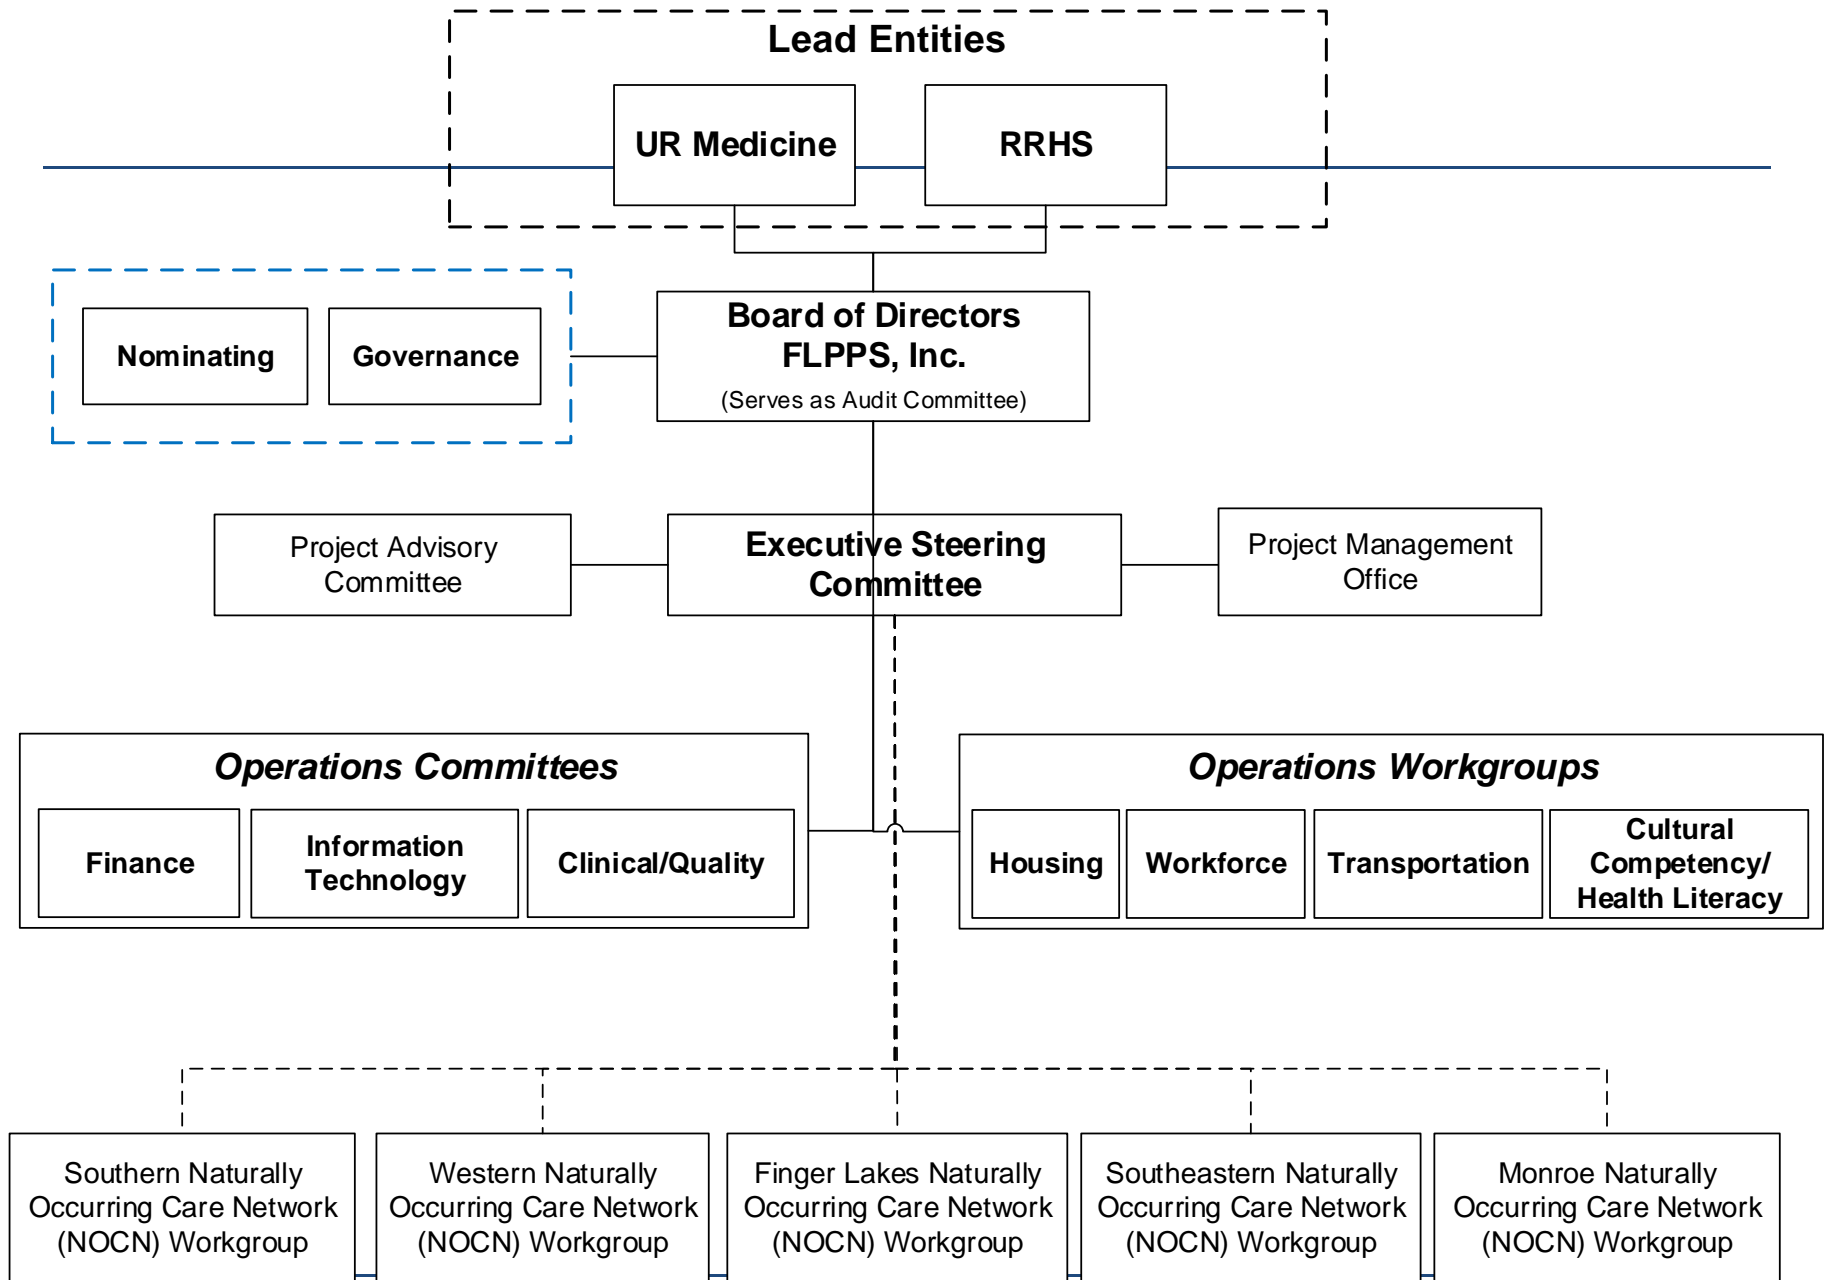 Lead Entities
UR Medicine
RRHS
Nominating
Governance
Board of Directors
FLPPS, Inc.
(Serves as Audit Committee)
Project Advisory
Committee
Executive Steering
Committee
Project Management
Office
Operations Committees
Finance
Information
Technology
Clinical/Quality
Operations Workgroups
Housing
Workforce
Transportation
Cultural
Competency/
Health Literacy
Southern Naturally
Occurring Care Network
(NOCN) Workgroup
Western Naturally
Occurring Care Network
(NOCN) Workgroup
Finger Lakes Naturally
Occurring Care Network
(NOCN) Workgroup
Southeastern Naturally
Occurring Care Network
(NOCN) Workgroup
Monroe Naturally
Occurring Care Network
(NOCN) Workgroup